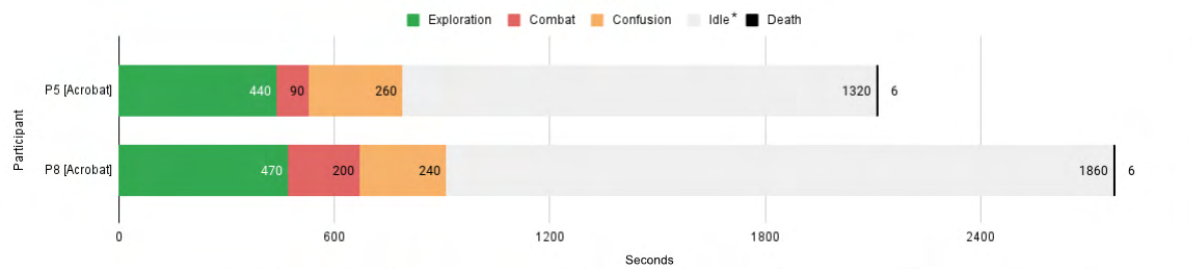 Exploration Combat Confusion Idle* Death
Participant
P5 [Acrobat] 440 90 260 1320 6
P8 [Acrobat] 470 200 240 1860 6
0 600 1200 1800 2400
Seconds